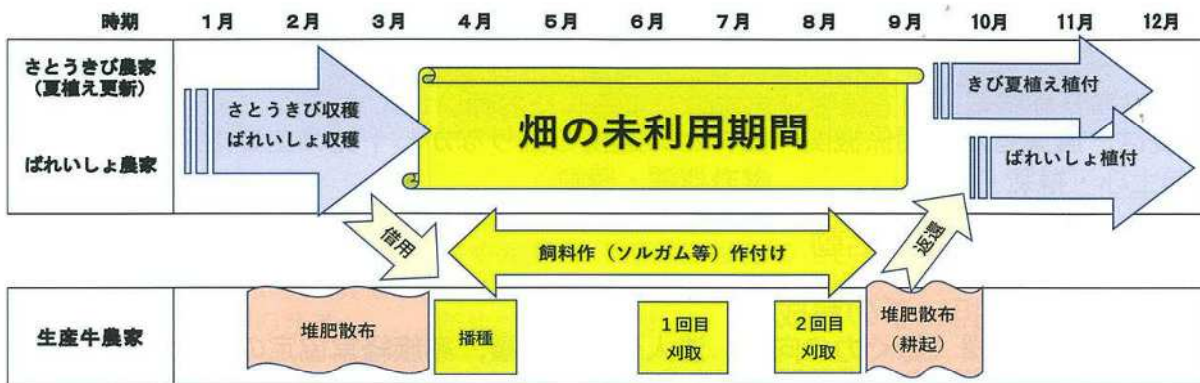 時期 1月 2月 3月 4月 5月 6月 7月 8月 9月 10月 11月 12月
さとうきび農家
(夏植え更新)
ばれいしょ農家
さとうきび収穫
ばれいしょ収穫
畑の未利用期間
きび夏植え植付
ばれいしょ植付
借用
飼料作（ソルガム等）作付け
返還
生産牛農家
堆肥散布
播種
1回目
刈取
2回目
刈取
堆肥散布
（耕起）